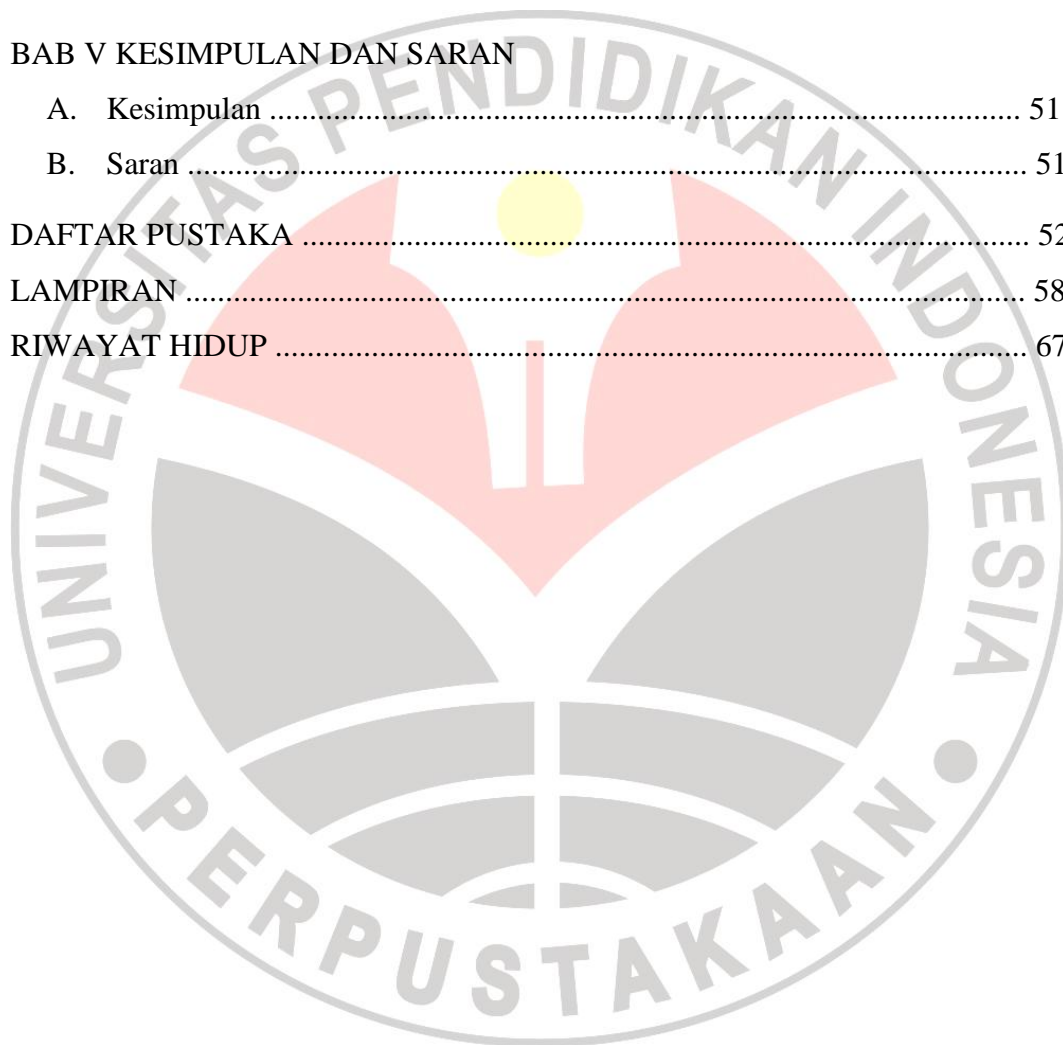 BAB V KESIMPULAN DAN SARAN
A. Kesimpulan ............................................................................................ 51
B. Saran ....................................................................................................... 51
DAFTAR PUSTAKA ......................................................................................... 52
LAMPIRAN ....................................................................................................... 58
RIWAYAT HIDUP ............................................................................................ 67
UNIVERSITAS PENDIDIKAN INDONESIA
PERPUSTAKAAN